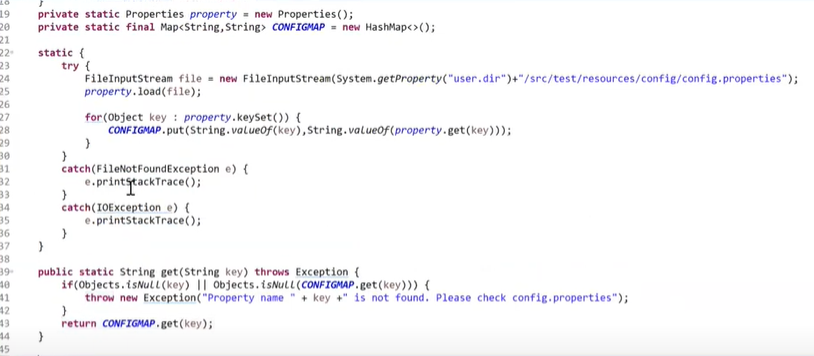 18 }
19 private static Properties property = new Properties();
20 private static final Map<String,String> CONFIGMAP = new HashMap<>();
21
22 static {
23 try {
24 FileInputStream file = new FileInputStream(System.getProperty("user.dir")+"/src/test/resources/config/config.properties");
25 property.load(file);
26
27 for(Object key : property.keySet()) {
28 CONFIGMAP.put(String.valueOf(key),String.valueOf(property.get(key)));
29 }
30 }
31 catch(FileNotFoundException e) {
32 e.printStackTrace();
33 }
34 catch(IOException e) {
35 e.printStackTrace();
36 }
37 }
38
39 public static String get(String key) throws Exception {
40 if(Objects.isNull(key) || Objects.isNull(CONFIGMAP.get(key))) {
41 throw new Exception("Property name " + key +" is not found. Please check config.properties");
42 }
43 return CONFIGMAP.get(key);
44 }
45